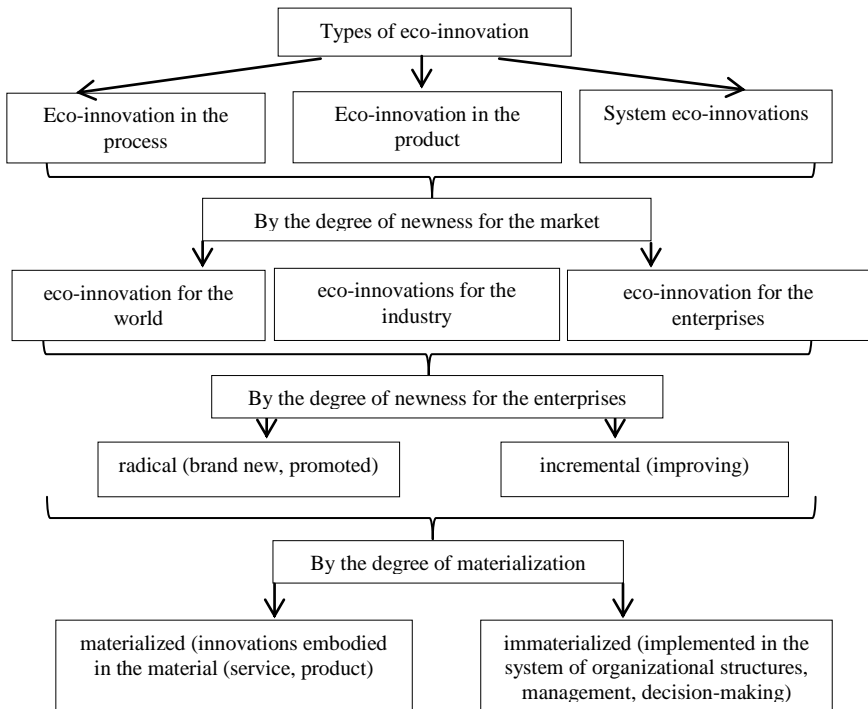 Types of eco-innovation
Eco-innovation in the
process
Eco-innovation in the
product
System eco-innovations
By the degree of newness for the market
eco-innovation for the
world
eco-innovations for the
industry
eco-innovation for the
enterprises
By the degree of newness for the enterprises
radical (brand new, promoted)
incremental (improving)
By the degree of materialization
materialized (innovations embodied
in the material (service, product)
immaterialized (implemented in the
system of organizational structures,
management, decision-making)